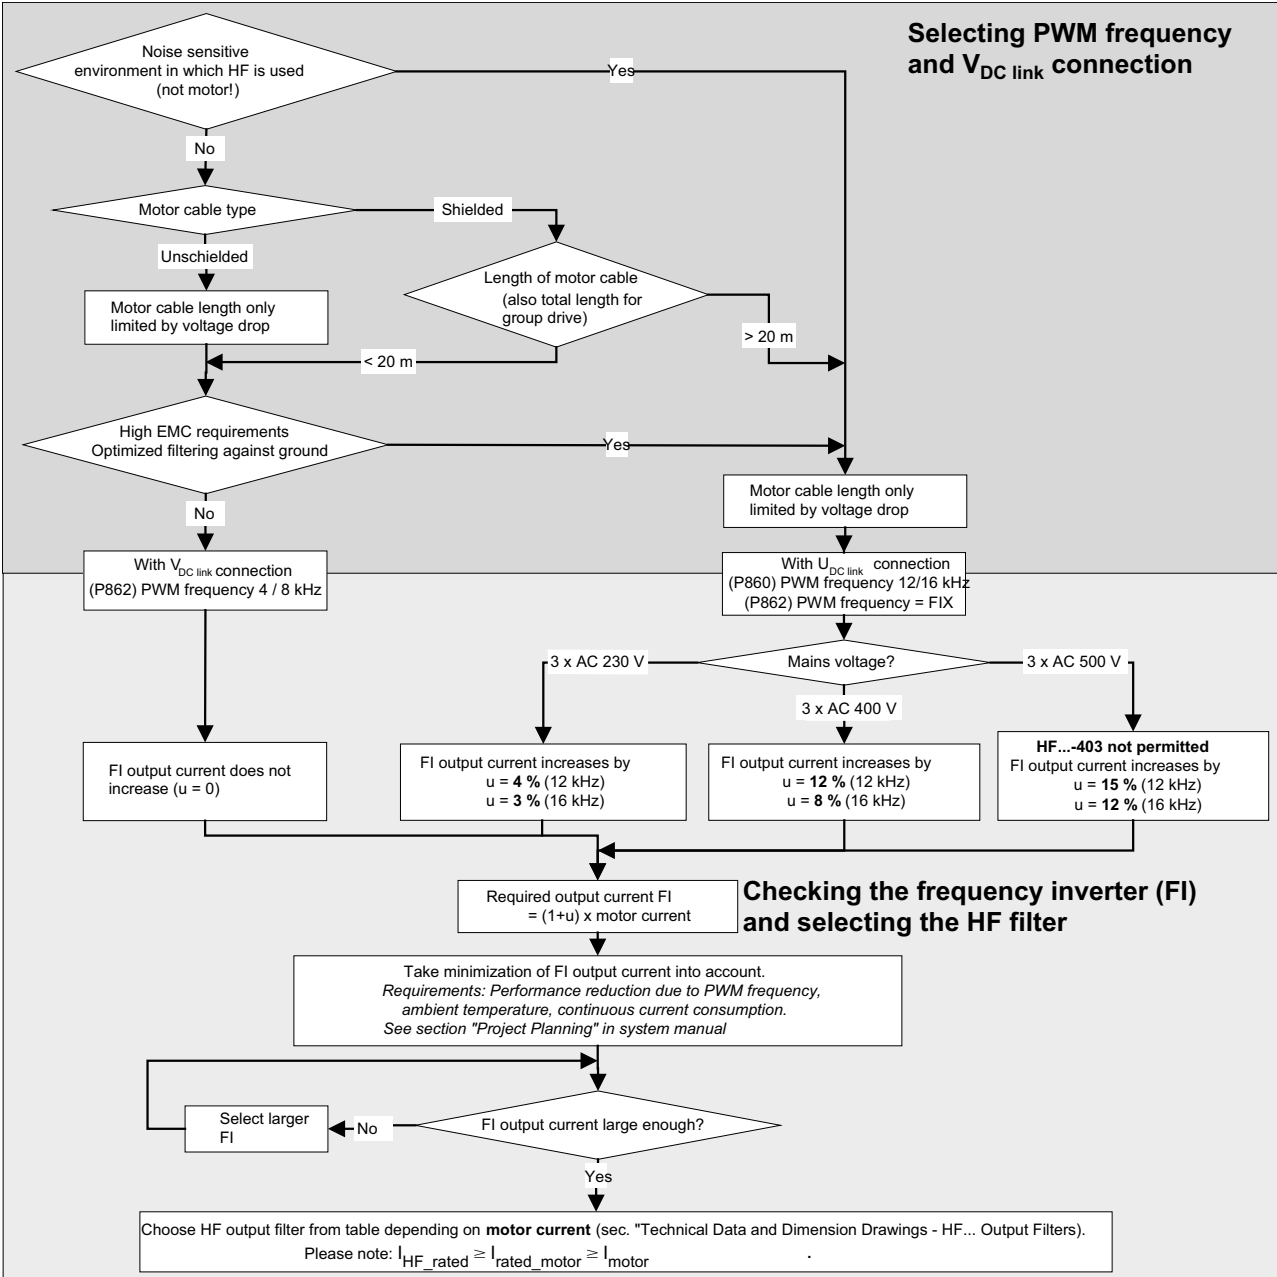 Selecting PWM frequency
and V DC link connection
Noise sensitive
environment in which HF is used
(not motor!)
Yes
No
Motor cable type
Shielded
Unschielded
Length of motor cable
(also total length for
group drive)
Motor cable length only
limited by voltage drop
> 20 m
< 20 m
High EMC requirements
Optimized filtering against ground
Yes
No
Motor cable length only
limited by voltage drop
With V DC link connection
(P862) PWM frequency 4 / 8 kHz
With U DC link connection
(P860) PWM frequency 12/16 kHz
(P862) PWM frequency = FIX
3 x AC 230 V
Mains voltage?
3 x AC 500 V
3 x AC 400 V
FI output current does not
increase (u = 0)
FI output current increases by
u = 4 % (12 kHz)
u = 3 % (16 kHz)
FI output current increases by
u = 12 % (12 kHz)
u = 8 % (16 kHz)
HF...-403 not permitted
FI output current increases by
u = 15 % (12 kHz)
u = 12 % (16 kHz)
Required output current FI
= (1+u) x motor current
Checking the frequency inverter (FI)
and selecting the HF filter
Take minimization of FI output current into account.
Requirements: Performance reduction due to PWM frequency,
ambient temperature, continuous current consumption.
See section "Project Planning" in system manual
Select larger
FI
No
FI output current large enough?
Yes
Choose HF output filter from table depending on motor current (sec. "Technical Data and Dimension Drawings - HF... Output Filters).
Please note: I HF_rated ≥ I rated_motor ≥ I motor .